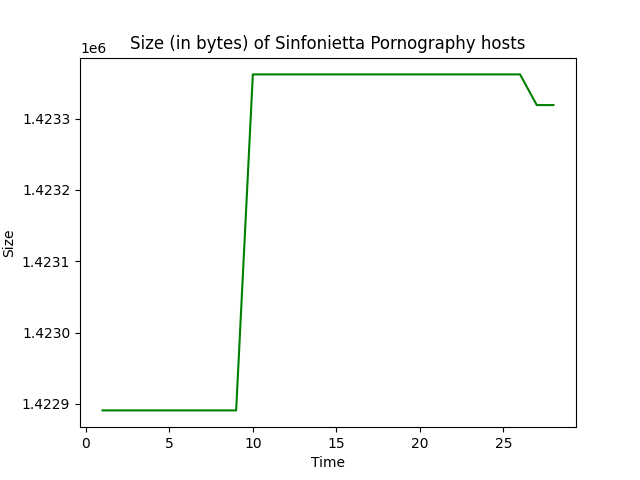 Size (in bytes) of Sinfonietta Pornography hosts
1e6
1.4233
1.4232
1.4231
1.4230
1.4229
Size
0 5 10 15 20 25
Time